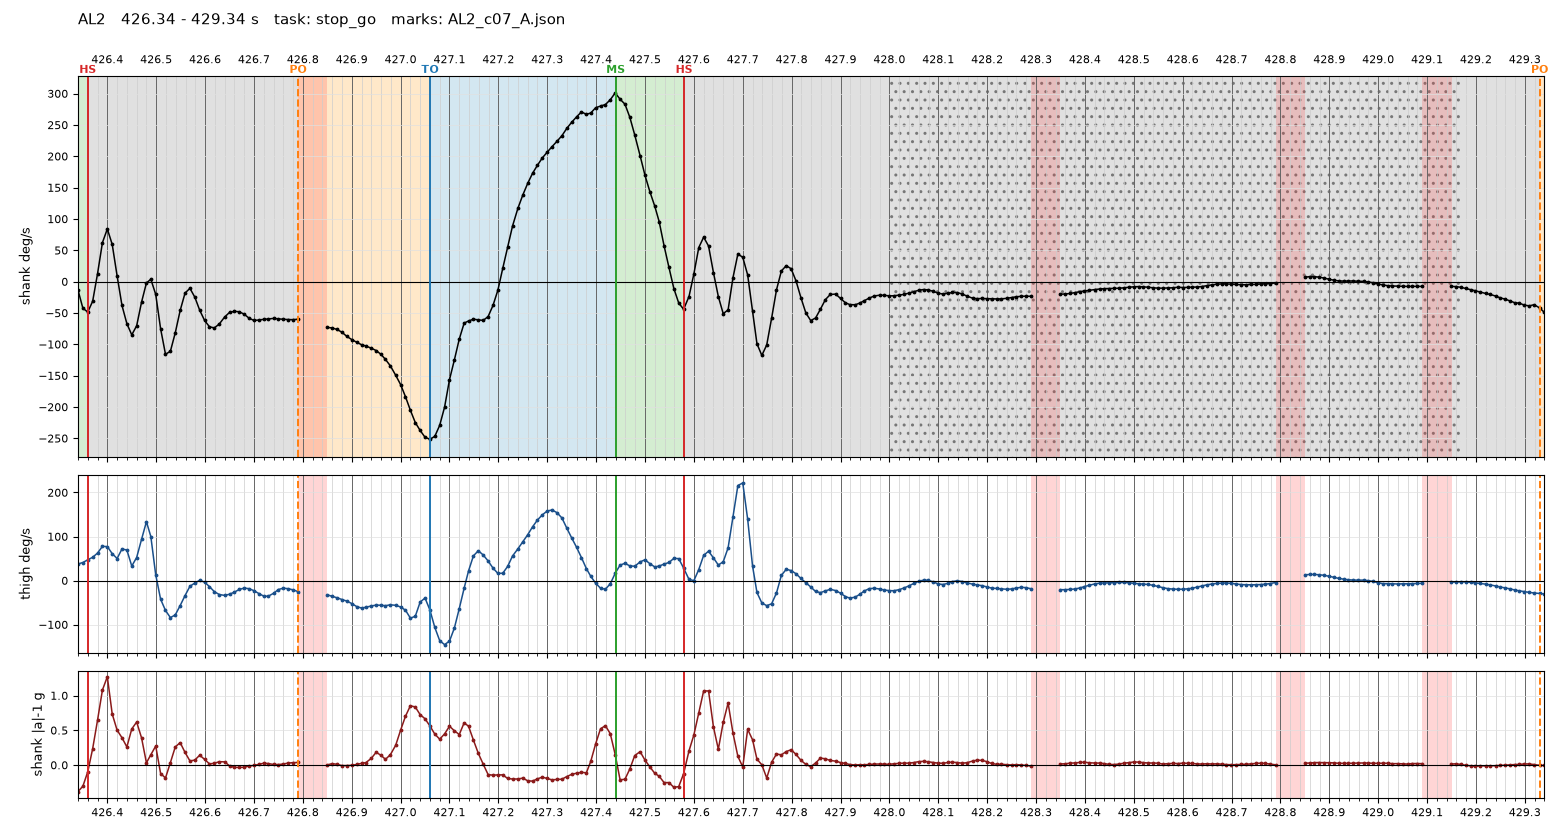 AL2   426.34 - 429.34 s   task: stop_go   marks: AL2_c07_A.json
426.4 426.5 426.6 426.7 426.8 426.9 427.0 427.1 427.2 427.3 427.4 427.5 427.6 427.7 427.8 427.9 428.0 428.1 428.2 428.3 428.4 428.5 428.6 428.7 428.8 428.9 429.0 429.1 429.2 429.3
HS PO TO MS HS PO
shank deg/s
300
250
200
150
100
50
0
−50
−100
−150
−200
−250
thigh deg/s
200
100
0
−100
shank |a|-1 g
1.0
0.5
0.0
426.4 426.5 426.6 426.7 426.8 426.9 427.0 427.1 427.2 427.3 427.4 427.5 427.6 427.7 427.8 427.9 428.0 428.1 428.2 428.3 428.4 428.5 428.6 428.7 428.8 428.9 429.0 429.1 429.2 429.3